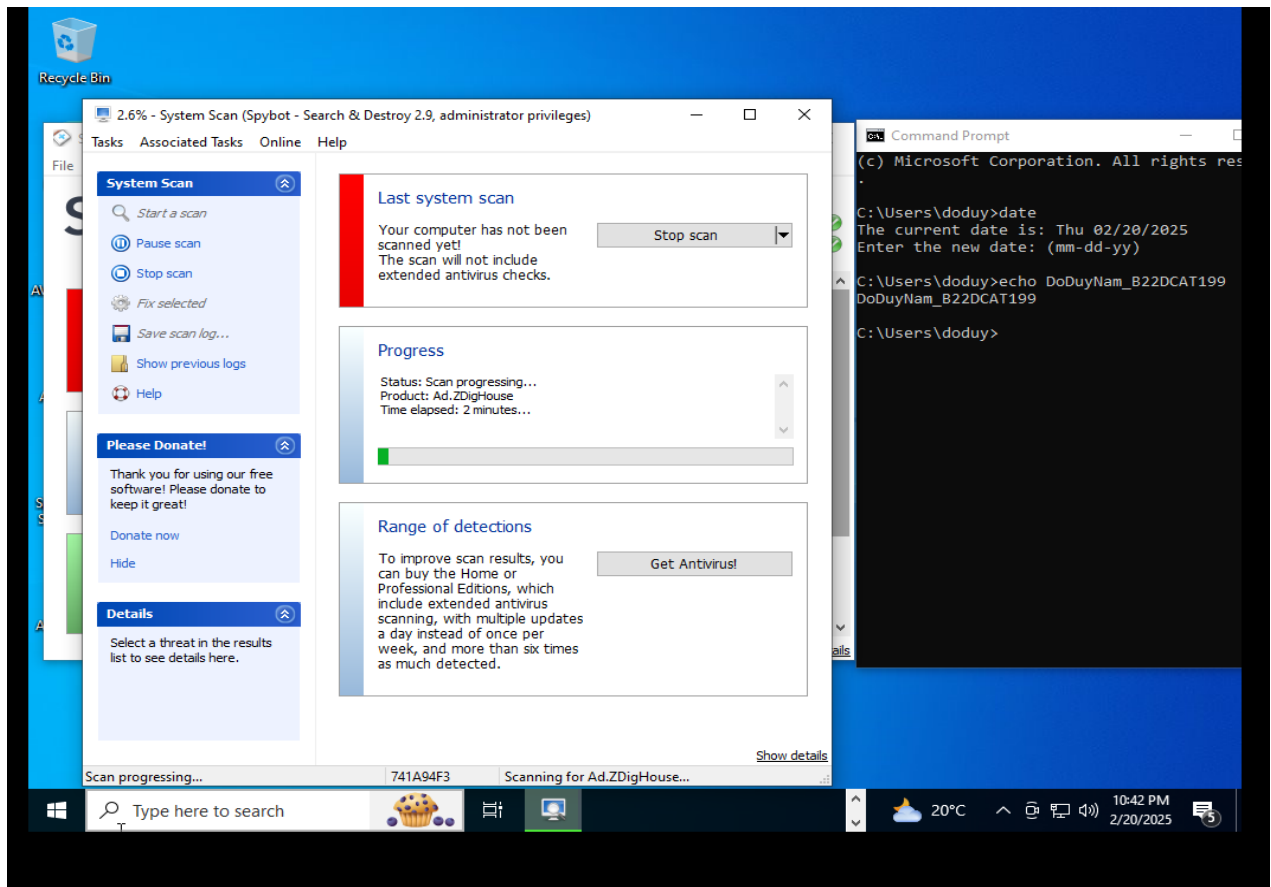 Recycle Bin
2.6% - System Scan (Spybot - Search & Destroy 2.9, administrator privileges)
Tasks Associated Tasks Online Help
File
System Scan
Start a scan
Pause scan
Stop scan
Fix selected
Save scan log...
Show previous logs
Help
Please Donate!
Thank you for using our free
software! Please donate to
keep it great!
Donate now
Hide
Details
Select a threat in the results
list to see details here.
Last system scan
Your computer has not been
scanned yet!
The scan will not include
extended antivirus checks.
Stop scan
Progress
Status: Scan progressing...
Product: Ad.ZDigHouse
Time elapsed: 2 minutes...
Range of detections
To improve scan results, you
can buy the Home or
Professional Editions, which
include extended antivirus
scanning, with multiple updates
a day instead of once per
week, and more than six times
as much detected.
Get Antivirus!
Show details
Scan progressing... 741A94F3 Scanning for Ad.ZDigHouse...
ails
Command Prompt
(c) Microsoft Corporation. All rights res
.
C:\Users\doduy>date
The current date is: Thu 02/20/2025
Enter the new date: (mm-dd-yy)
C:\Users\doduy>echo DoDuyNam_B22DCAT199
DoDuyNam_B22DCAT199
C:\Users\doduy>
Type here to search
20°C
10:42 PM
2/20/2025
5